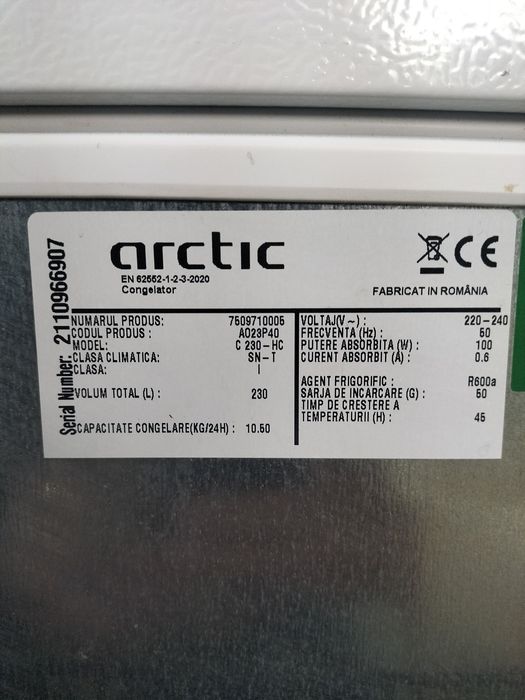 arctic
EN 62552-1-2-3-2020
Congelator
FABRICAT IN ROMÂNIA
Serial Number: 2110966907
NUMARUL PRODUS: 7509710005
CODUL PRODUS : AO23P40
MODEL: C 230-HC
CLASA CLIMATICA: SN-T
CLASA: I
VOLUM TOTAL (L): 230
CAPACITATE CONGELARE(KG/24H) : 10.50
VOLTAJ(V ~) : 220-240
FRECVENTA (Hz) : 50
PUTERE ABSORBITA (W) : 100
CURENT ABSORBIT (A) : 0.6
AGENT FRIGORIFIC : R600a
SARJA DE INCARCARE (G) : 50
TIMP DE CRESTERE A
TEMPERATURII (H) : 45